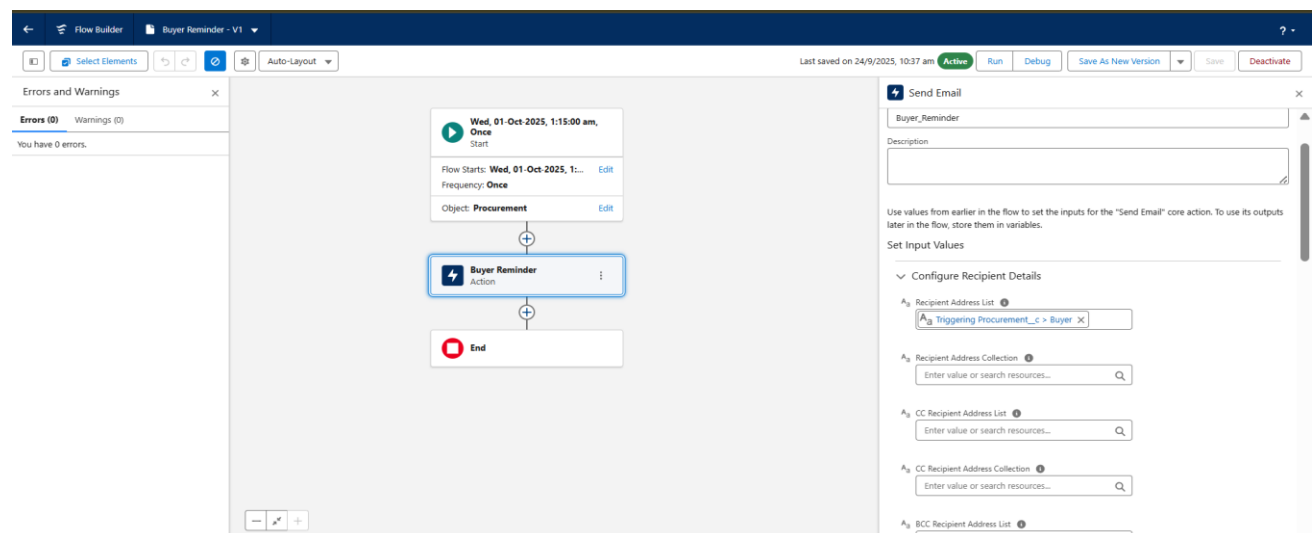 Flow Builder
Buyer Reminder - V1
?
Select Elements
Auto-Layout
Last saved on 24/9/2025, 10:37 am
Active
Run
Debug
Save As New Version
Save
Deactivate
Errors and Warnings
Errors (0)
Warnings (0)
You have 0 errors.
Wed, 01-Oct-2025, 1:15:00 am,
Once
Start
Flow Starts: Wed, 01-Oct-2025, 1:... Edit
Frequency: Once
Object: Procurement Edit
Buyer Reminder
Action
End
Send Email
Buyer_Reminder
Description
Use values from earlier in the flow to set the inputs for the "Send Email" core action. To use its outputs
later in the flow, store them in variables.
Set Input Values
Configure Recipient Details
Aa Recipient Address List
Aa Triggering Procurement__c > Buyer
Aa Recipient Address Collection
Enter value or search resources...
Aa CC Recipient Address List
Enter value or search resources...
Aa CC Recipient Address Collection
Enter value or search resources...
Aa BCC Recipient Address List